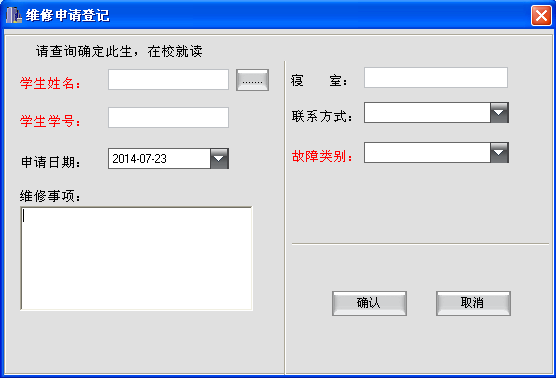 维修申请登记
请查询确定此生，在校就读
学生姓名： ......
学生学号：
申请日期： 2014-07-23
维修事项：
寝 室：
联系方式：
故障类别：
确认 取消